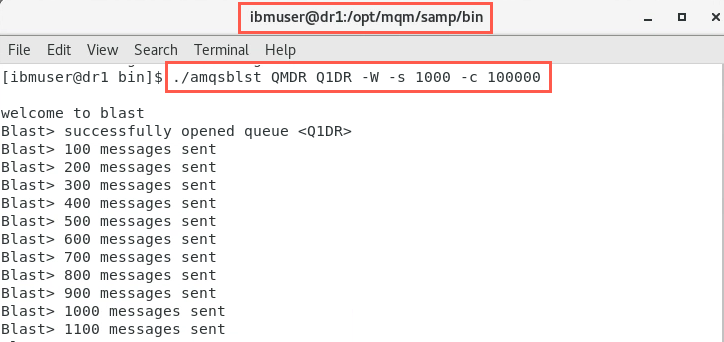 ibmuser@dr1:/opt/mqm/samp/bin
File Edit View Search Terminal Help
[ibmuser@dr1 bin]$ ./amqsblst QMDR Q1DR -W -s 1000 -c 100000
welcome to blast
Blast> successfully opened queue <Q1DR>
Blast> 100 messages sent
Blast> 200 messages sent
Blast> 300 messages sent
Blast> 400 messages sent
Blast> 500 messages sent
Blast> 600 messages sent
Blast> 700 messages sent
Blast> 800 messages sent
Blast> 900 messages sent
Blast> 1000 messages sent
Blast> 1100 messages sent